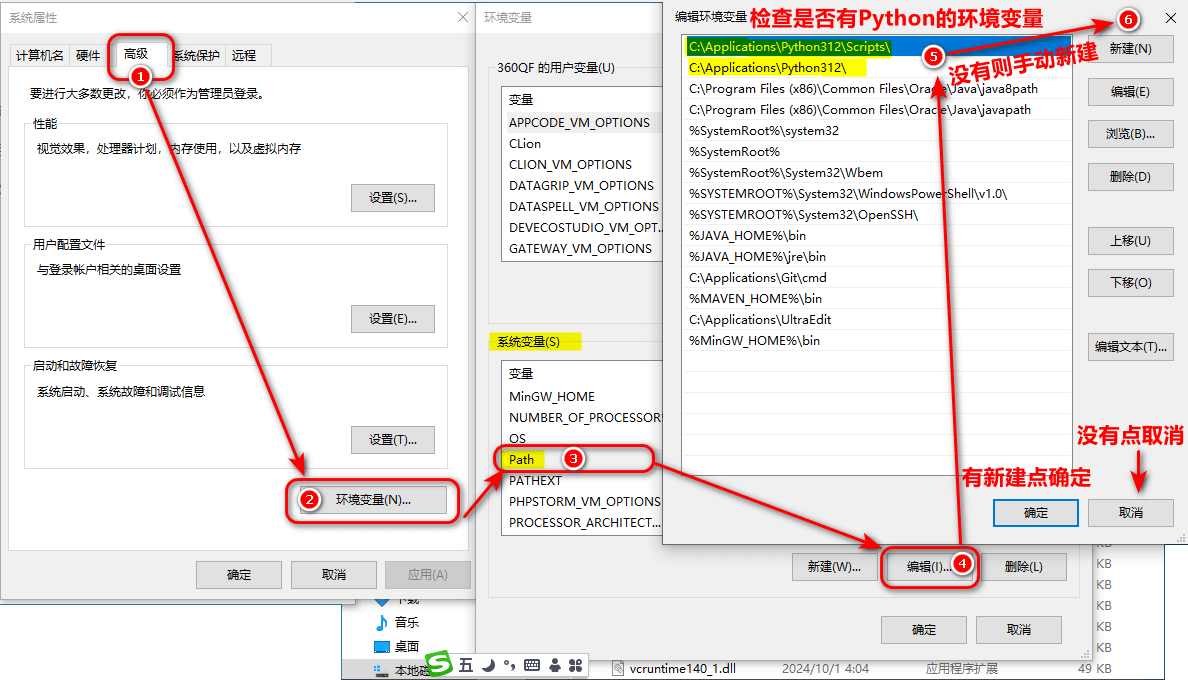 系统属性
计算机名
硬件
高级
系统保护
远程
1
要进行大多数更改，你必须作为管理员登录。
性能
视觉效果，处理器计划，内存使用，以及虚拟内存
设置(S)...
用户配置文件
与登录帐户相关的桌面设置
设置(E)...
启动和故障恢复
系统启动、系统故障和调试信息
设置(T)...
2
环境变量(N)...
确定
取消
应用(A)
环境变量
360QF 的用户变量(U)
变量
APPCODE_VM_OPTIONS
CLion
CLION_VM_OPTIONS
DATAGRIP_VM_OPTIONS
DATASPELL_VM_OPTIONS
DEVECOSTUDIO_VM_OPT...
GATEWAY_VM_OPTIONS
系统变量(S)
变量
MinGW_HOME
NUMBER_OF_PROCESSORS
OS
Path
3
PATHEXT
PHPSTORM_VM_OPTIONS
PROCESSOR_ARCHITECT...
新建(W)...
编辑(I)...
4
删除(L)
确定
取消
编辑环境变量
检查是否有Python的环境变量
6
C:\Applications\Python312\Scripts\
5
没有则手动新建
C:\Applications\Python312\
C:\Program Files (x86)\Common Files\Oracle\Java\java8path
C:\Program Files (x86)\Common Files\Oracle\Java\javapath
%SystemRoot%\system32
%SystemRoot%
%SystemRoot%\System32\Wbem
%SYSTEMROOT%\System32\WindowsPowerShell\v1.0\
%SYSTEMROOT%\System32\OpenSSH\
%JAVA_HOME%\bin
%JAVA_HOME%\jre\bin
C:\Applications\Git\cmd
%MAVEN_HOME%\bin
C:\Applications\UltraEdit
%MinGW_HOME%\bin
新建(N)
编辑(E)
浏览(B)...
删除(D)
上移(U)
下移(O)
编辑文本(T)...
没有点取消
有新建点确定
确定
取消
KB
KB
KB
KB
KB
下载
音乐
桌面
本地磁
五
vcruntime140_1.dll
2024/10/1 4:04
应用程序扩展
49 KB